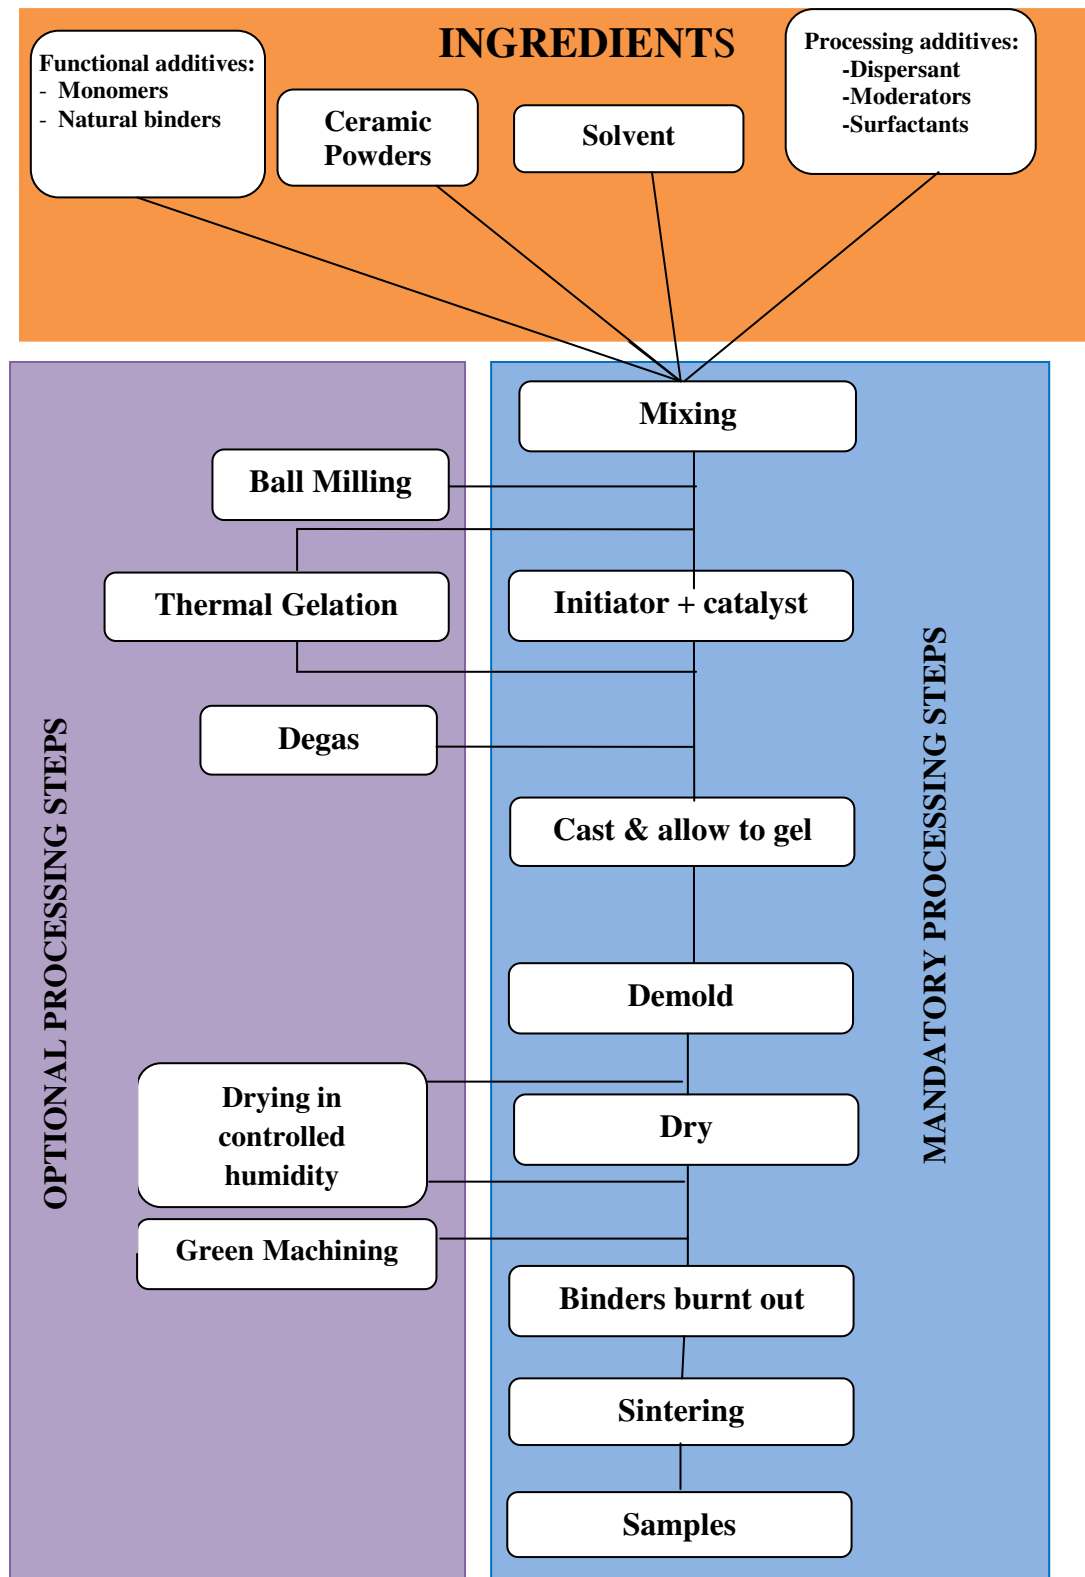 INGREDIENTS
Functional additives:
- Monomers
- Natural binders
Ceramic
Powders
Solvent
Processing additives:
-Dispersant
-Moderators
-Surfactants
Mixing
Ball Milling
Thermal Gelation
Initiator + catalyst
Degas
Cast & allow to gel
Demold
Drying in
controlled
humidity
Dry
Green Machining
Binders burnt out
Sintering
Samples
OPTIONAL PROCESSING STEPS
MANDATORY PROCESSING STEPS